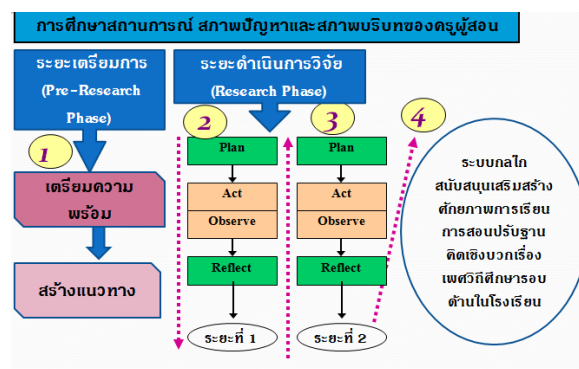 การศึกษาสถานการณ์ สภาพปัญหาและสภาพบริบทของครูผู้สอน
ระยะเตรียมการ
(Pre-Research
Phase)
ระยะดำเนินการวิจัย
(Research Phase)
1
เตรียมความ
พร้อม
สร้างแนวทาง
2
Plan
Act
Observe
Reflect
ระยะที่ 1
3
Plan
Act
Observe
Reflect
ระยะที่ 2
4
ระบบกลไก
สนับสนุนเสริมสร้าง
ศักยภาพการเรียน
การสอนปรับฐาน
คิดเชิงบวกเรื่อง
เพศวิถีศึกษารอบ
ด้านในโรงเรียน